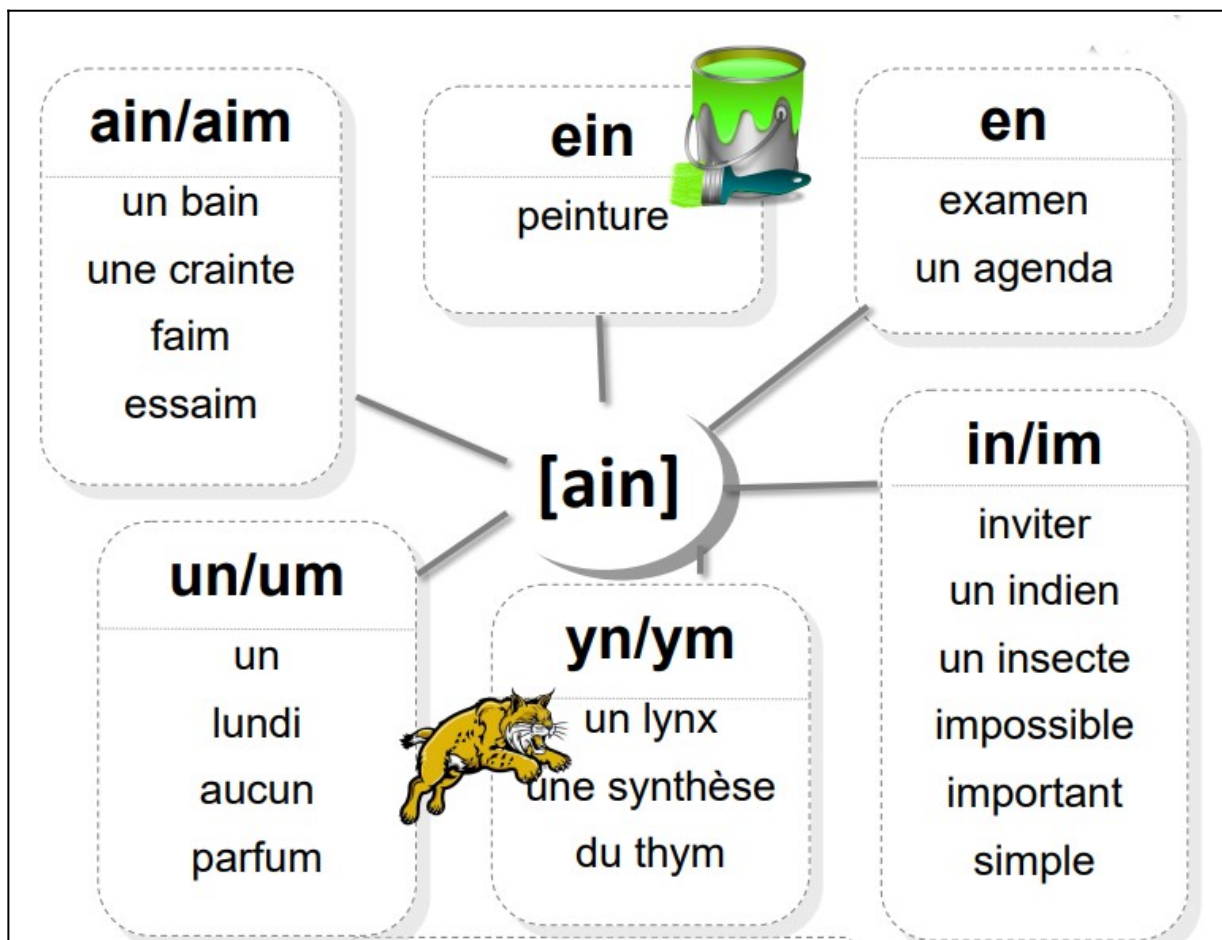 ain/aim
un bain
une crainte
faim
essaim
ein
peinture
en
examen
un agenda
[ain]
in/im
inviter
un indien
un insecte
impossible
important
simple
un/um
un
lundi
aucun
parfum
yn/ym
un lynx
une synthèse
du thym